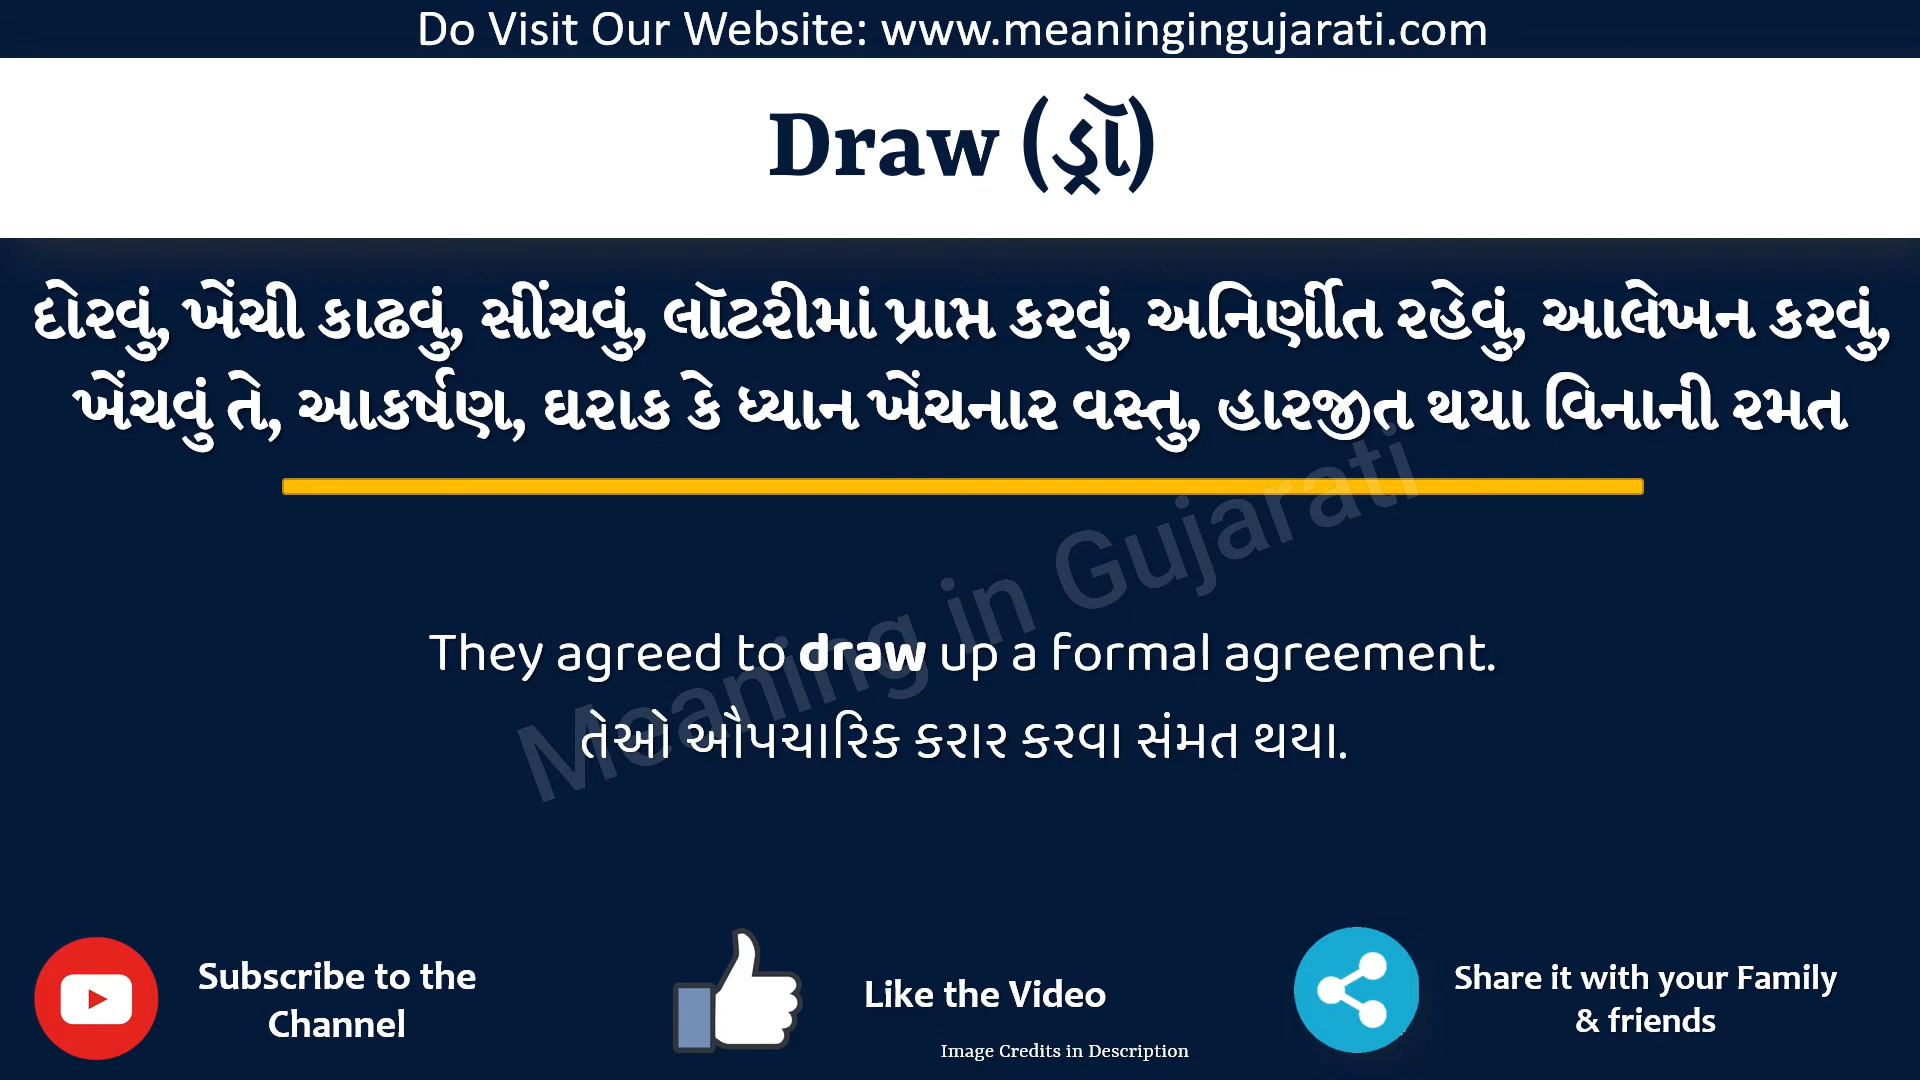 Do Visit Our Website: www.meaningingujarati.com
Draw (ડ્રૉ)
દોરવું, ખેંચી કાઢવું, સીંચવું, લૉટરીમાં પ્રાપ્ત કરવું, અનિર્ણીત રહેવું, આલેખન કરવું,
ખેંચવું તે, આકર્ષણ, ઘરાક કે ધ્યાન ખેંચનાર વસ્તુ, હારજીત થયા વિનાની રમત
Meaning in Gujarati
They agreed to draw up a formal agreement.
તેઓ ઔપચારિક કરાર કરવા સંમત થયા.
Subscribe to the
Channel
Like the Video
Share it with your Family
& friends
Image Credits in Description